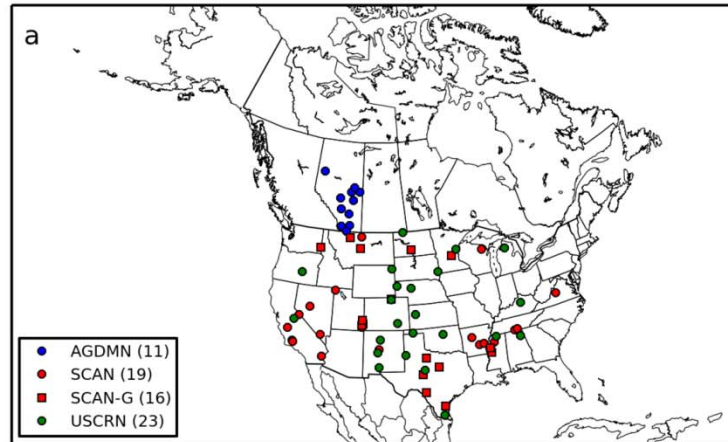 a
AGDMN (11)
SCAN (19)
SCAN-G (16)
USCRN (23)